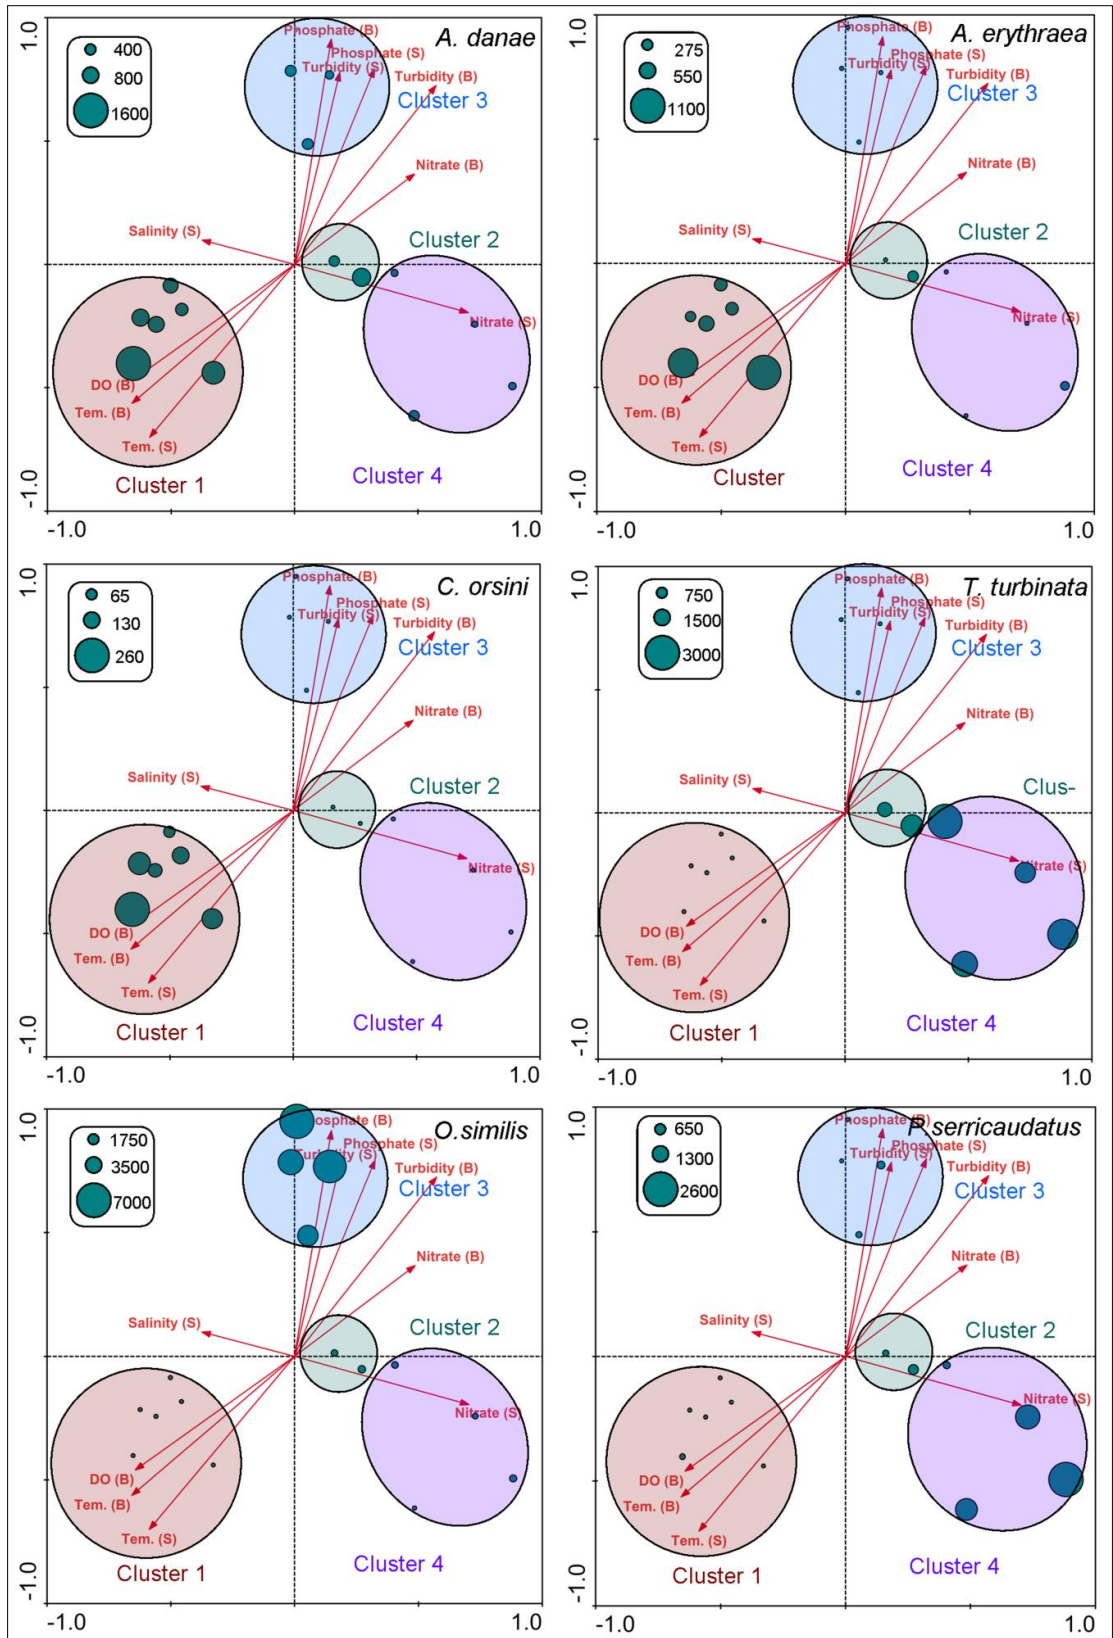 1.0
A. danae
400
800
1600
Phosphate (B)
Phosphate (S)
Turbidity (S)
Turbidity (B)
Cluster 3
Nitrate (B)
Salinity (S)
Cluster 2
Nitrate (S)
DO (B)
Tem. (B)
Tem. (S)
Cluster 1
Cluster 4
-1.0
-1.0
1.0
1.0
A. erythraea
275
550
1100
Phosphate (B)
Phosphate (S)
Turbidity (S)
Turbidity (B)
Cluster 3
Nitrate (B)
Salinity (S)
Cluster 2
Nitrate (S)
DO (B)
Tem. (B)
Tem. (S)
Cluster
Cluster 4
-1.0
-1.0
1.0
1.0
C. orsini
65
130
260
Phosphate (B)
Phosphate (S)
Turbidity (S)
Turbidity (B)
Cluster 3
Nitrate (B)
Salinity (S)
Cluster 2
Nitrate (S)
DO (B)
Tem. (B)
Tem. (S)
Cluster 1
Cluster 4
-1.0
-1.0
1.0
1.0
T. turbinata
750
1500
3000
Phosphate (B)
Phosphate (S)
Turbidity (S)
Turbidity (B)
Cluster 3
Nitrate (B)
Salinity (S)
Clus-
Nitrate (S)
DO (B)
Tem. (B)
Tem. (S)
Cluster 1
Cluster 4
-1.0
-1.0
1.0
1.0
O.similis
1750
3500
7000
Phosphate (B)
Phosphate (S)
Turbidity (S)
Turbidity (B)
Cluster 3
Nitrate (B)
Salinity (S)
Cluster 2
Nitrate (S)
DO (B)
Tem. (B)
Tem. (S)
Cluster 1
Cluster 4
-1.0
-1.0
1.0
1.0
P.serricaudatus
650
1300
2600
Phosphate (B)
Phosphate (S)
Turbidity (S)
Turbidity (B)
Cluster 3
Nitrate (B)
Salinity (S)
Cluster 2
Nitrate (S)
DO (B)
Tem. (B)
Tem. (S)
Cluster 1
Cluster 4
-1.0
-1.0
1.0